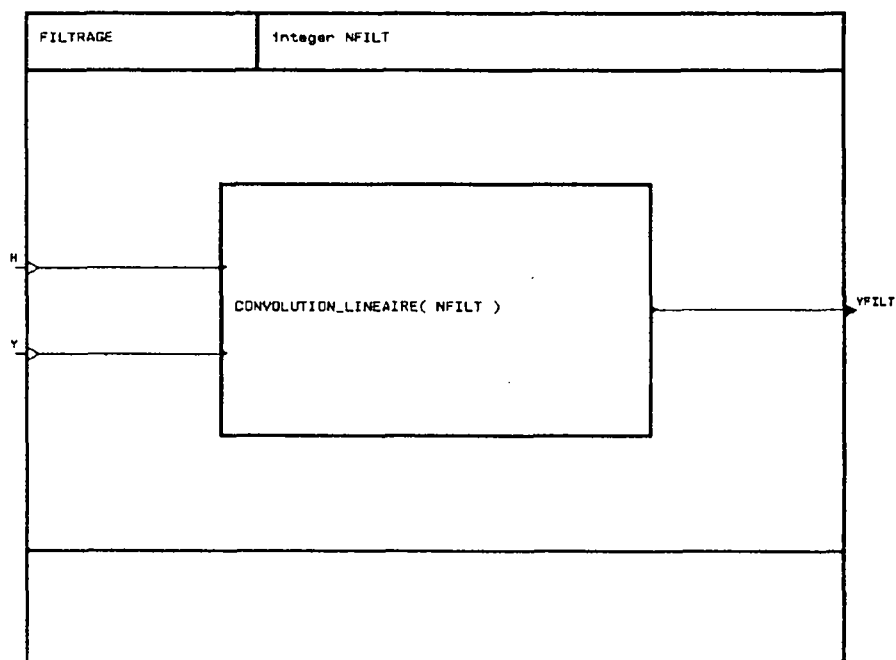 FILTRAGE
integer NFILT
H
CONVOLUTION_LINEAIRE( NFILT )
YFILT
Y